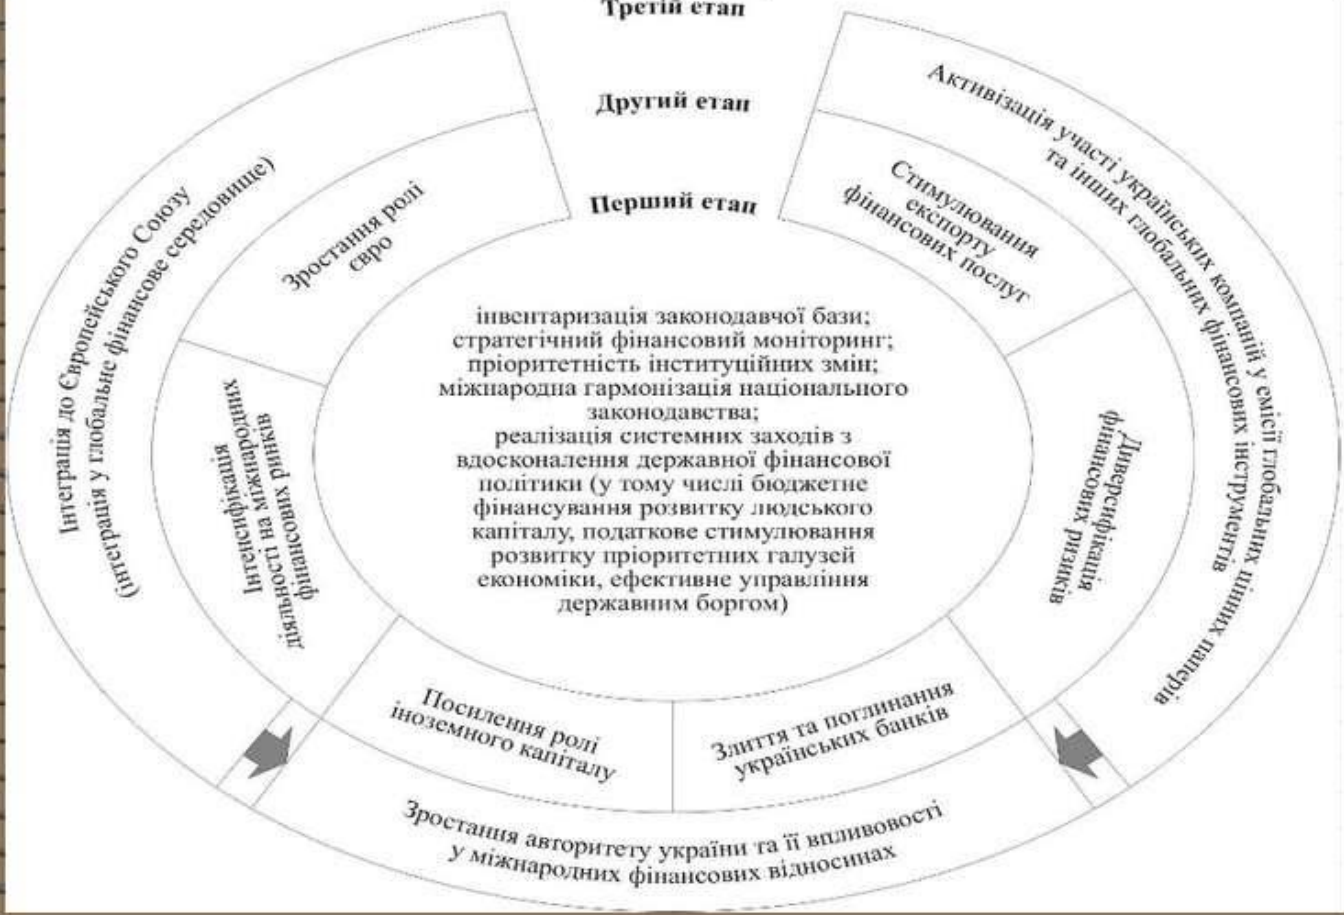 Третій етап
Другий етап
Перший етап
Інтеграція до Європейського Союзу
(інтеграція у глобальне фінансове середовище)
Зростання ролі
євро
Стимулювання
експорту
фінансових послуг
Активізація участі українських компаній у емісії глобальних цінних паперів
та інших глобальних фінансових інструментів
інвентаризація законодавчої бази;
стратегічний фінансовий моніторинг;
пріоритетність інституційних змін;
міжнародна гармонізація національного
законодавства;
реалізація системних заходів з
вдосконалення державної фінансової
політики (у тому числі бюджетне
фінансування розвитку людського
капіталу, податкове стимулювання
розвитку пріоритетних галузей
економіки, ефективне управління
державним боргом)
Інтенсифікація
діяльності на міжнародних
фінансових ринків
Диверсифікація
фінансових ризиків
Посилення ролі
іноземного капіталу
Злиття та поглинання
українських банків
Зростання авторитету україни та її впливовості
у міжнародних фінансових відносинах